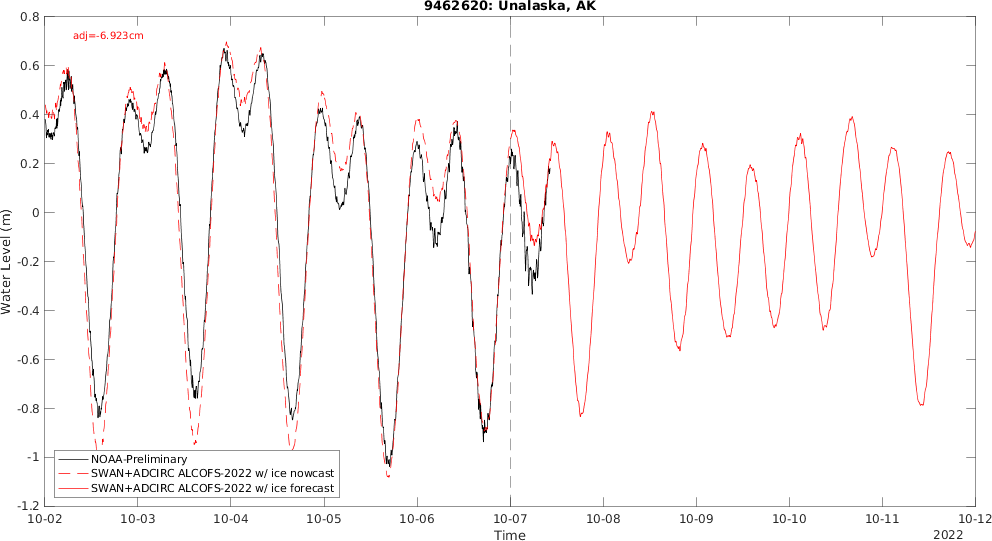 9462620: Unalaska, AK
adj=-6.923cm
0.8
0.6
0.4
0.2
0
-0.2
-0.4
-0.6
-0.8
-1
-1.2
Water Level (m)
NOAA-Preliminary
SWAN+ADCIRC ALCOFS-2022 w/ ice nowcast
SWAN+ADCIRC ALCOFS-2022 w/ ice forecast
10-02 10-03 10-04 10-05 10-06 10-07 10-08 10-09 10-10 10-11 10-12
Time
2022